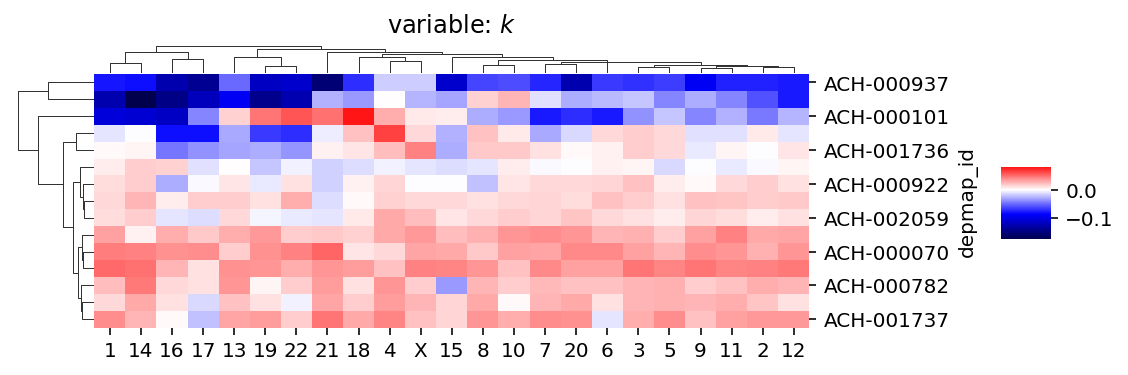 variable: k
ACH-000937
ACH-000101
ACH-001736
ACH-000922
ACH-002059
ACH-000070
ACH-000782
ACH-001737
depmap_id
0.0
−0.1
1 14 16 17 13 19 22 21 18 4 X 15 8 10 7 20 6 3 5 9 11 2 12